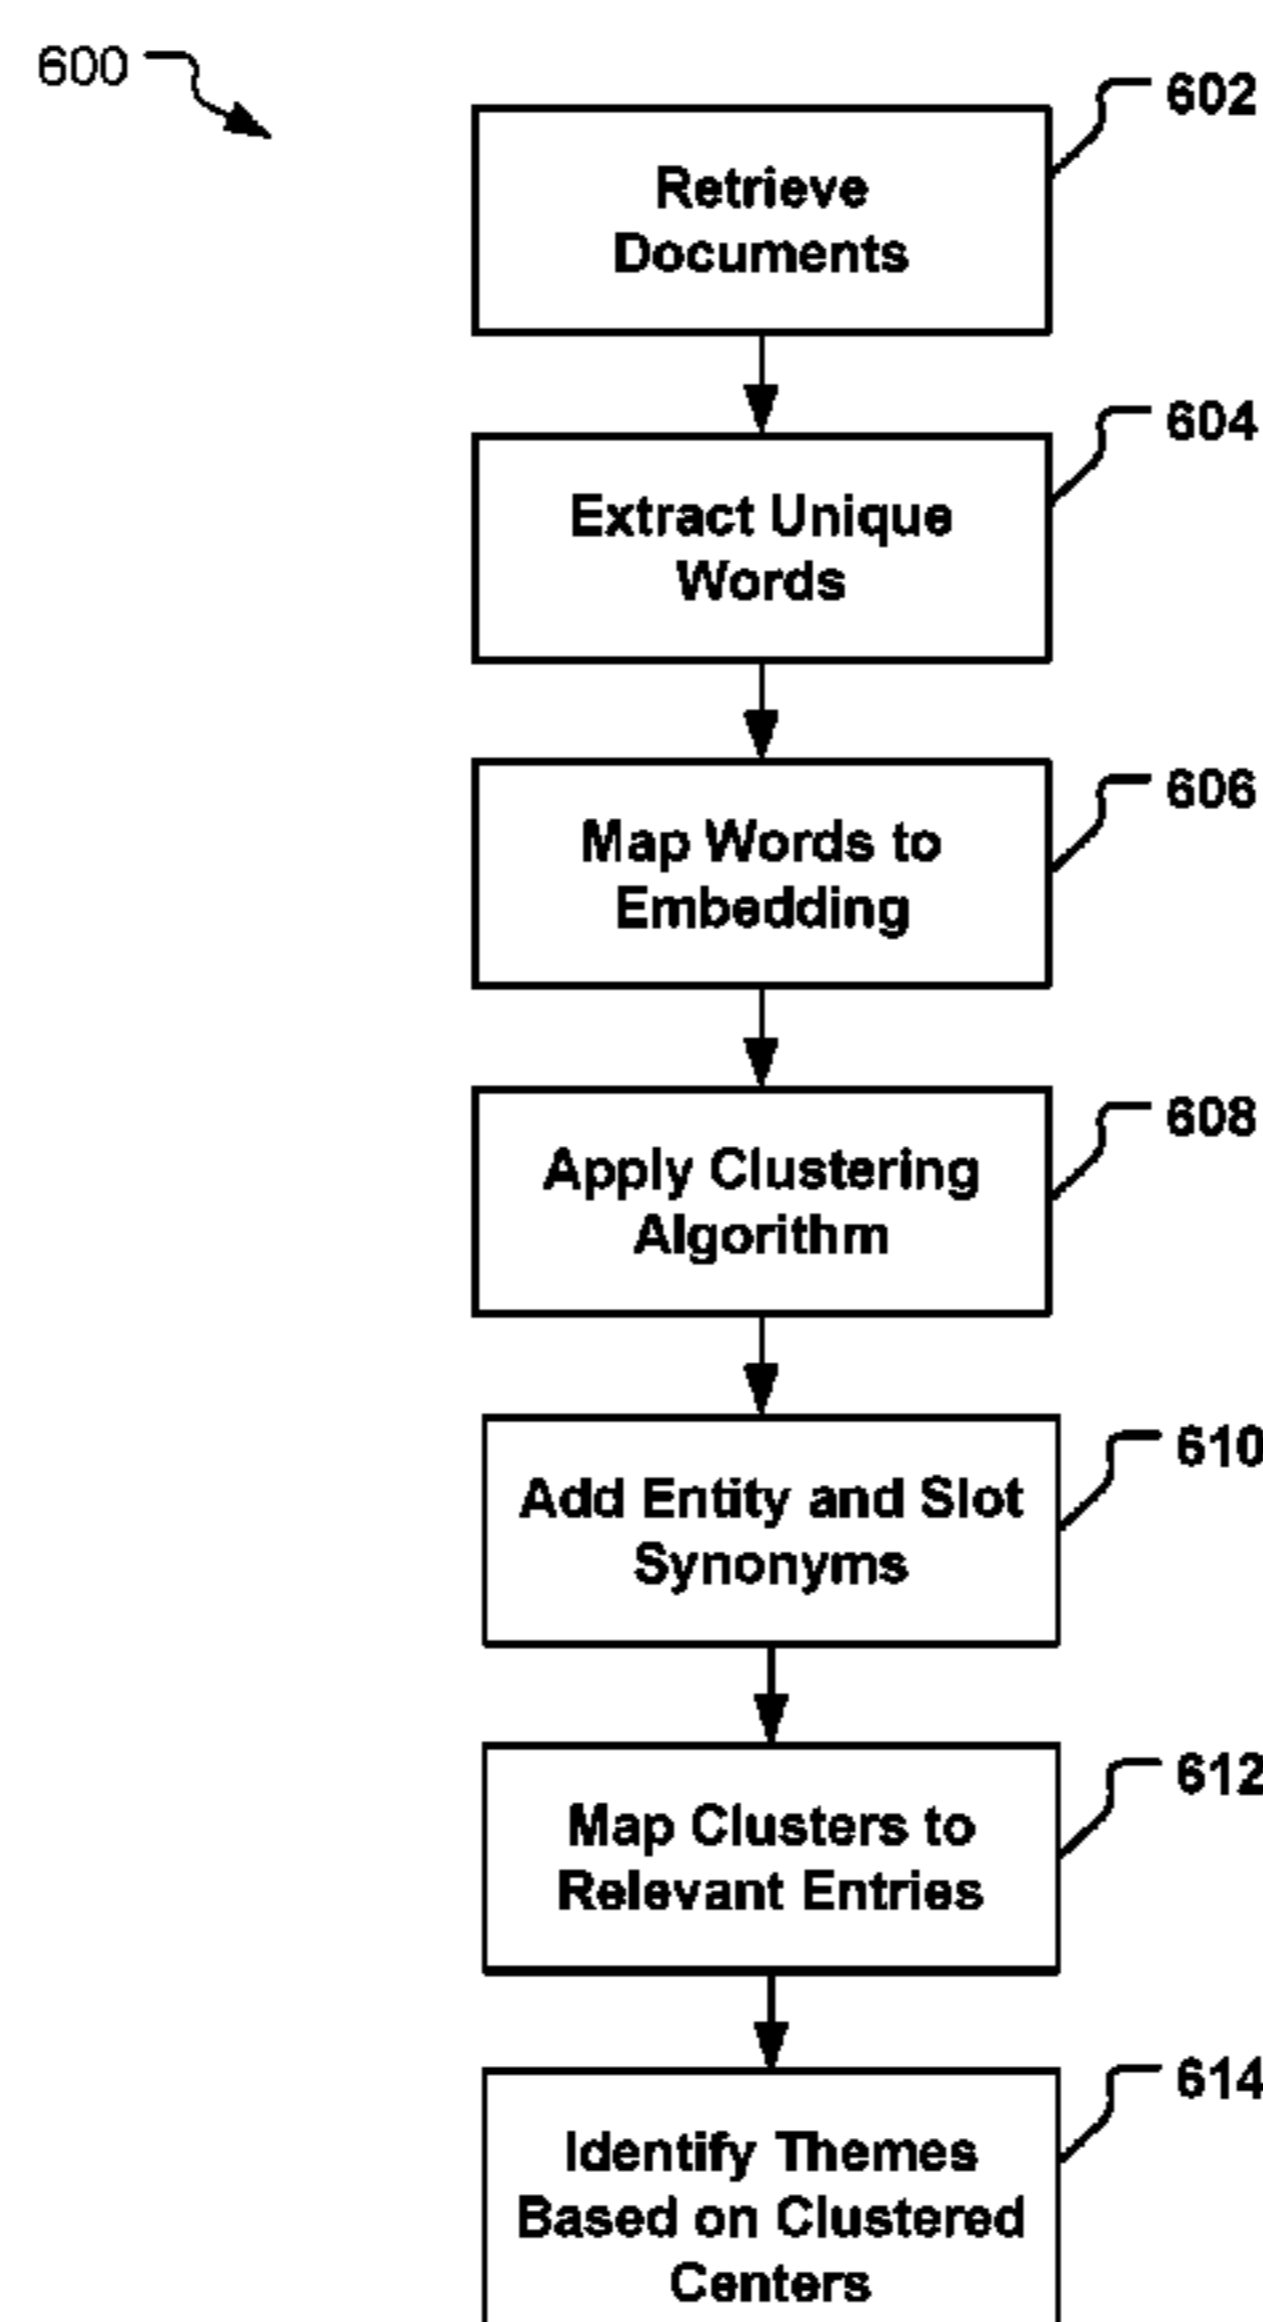 600
602
Retrieve
Documents
604
Extract Unique
Words
606
Map Words to
Embedding
608
Apply Clustering
Algorithm
610
Add Entity and Slot
Synonyms
612
Map Clusters to
Relevant Entries
614
Identify Themes
Based on Clustered
Centers